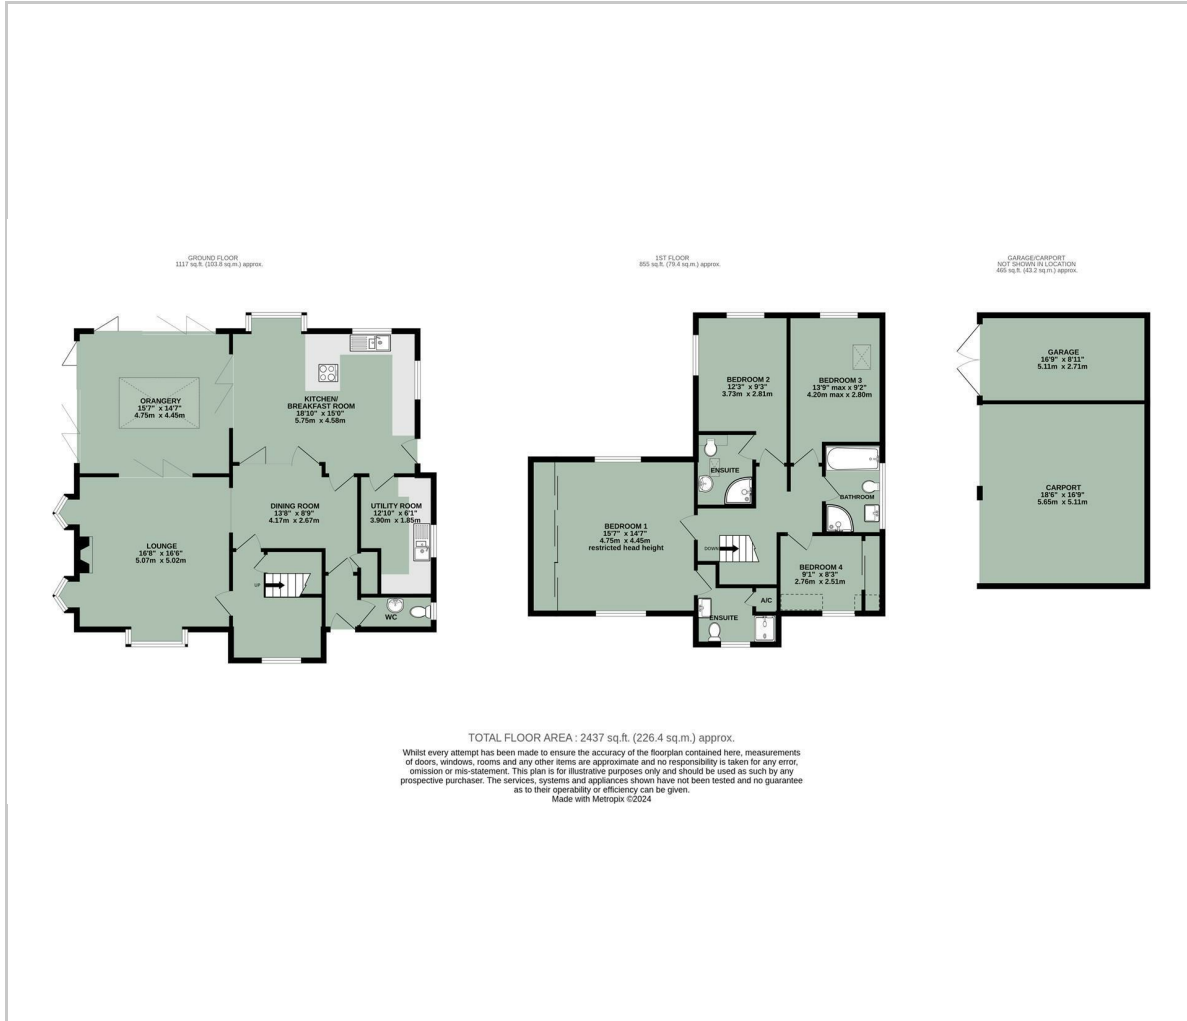 GROUND FLOOR
1117 sq.ft. (103.8 sq.m.) approx.
ORANGERY
15'7" x 14'7"
4.75m x 4.45m
KITCHEN/
BREAKFAST ROOM
18'10" x 15'0"
5.75m x 4.58m
DINING ROOM
13'8" x 8'9"
4.17m x 2.67m
UTILITY ROOM
12'10" x 6'1"
3.90m x 1.85m
LOUNGE
16'8" x 16'6"
5.07m x 5.02m
UP
WC
1ST FLOOR
855 sq.ft. (79.4 sq.m.) approx.
BEDROOM 2
12'3" x 9'3"
3.73m x 2.81m
BEDROOM 3
13'9" max x 9'2"
4.20m max x 2.80m
ENSUITE
BATHROOM
BEDROOM 1
15'7" x 14'7"
4.75m x 4.45m
restricted head height
DOWN
BEDROOM 4
9'1" x 8'3"
2.76m x 2.51m
A/C
ENSUITE
GARAGE/CARPORT
NOT SHOWN IN LOCATION
465 sq.ft. (43.2 sq.m.) approx.
GARAGE
16'9" x 8'11"
5.11m x 2.71m
CARPORT
18'6" x 16'9"
5.65m x 5.11m
TOTAL FLOOR AREA : 2437 sq.ft. (226.4 sq.m.) approx.
Whilst every attempt has been made to ensure the accuracy of the floorplan contained here, measurements
of doors, windows, rooms and any other items are approximate and no responsibility is taken for any error,
omission or mis-statement. This plan is for illustrative purposes only and should be used as such by any
prospective purchaser. The services, systems and appliances shown have not been tested and no guarantee
as to their operability or efficiency can be given.
Made with Metropix ©2024